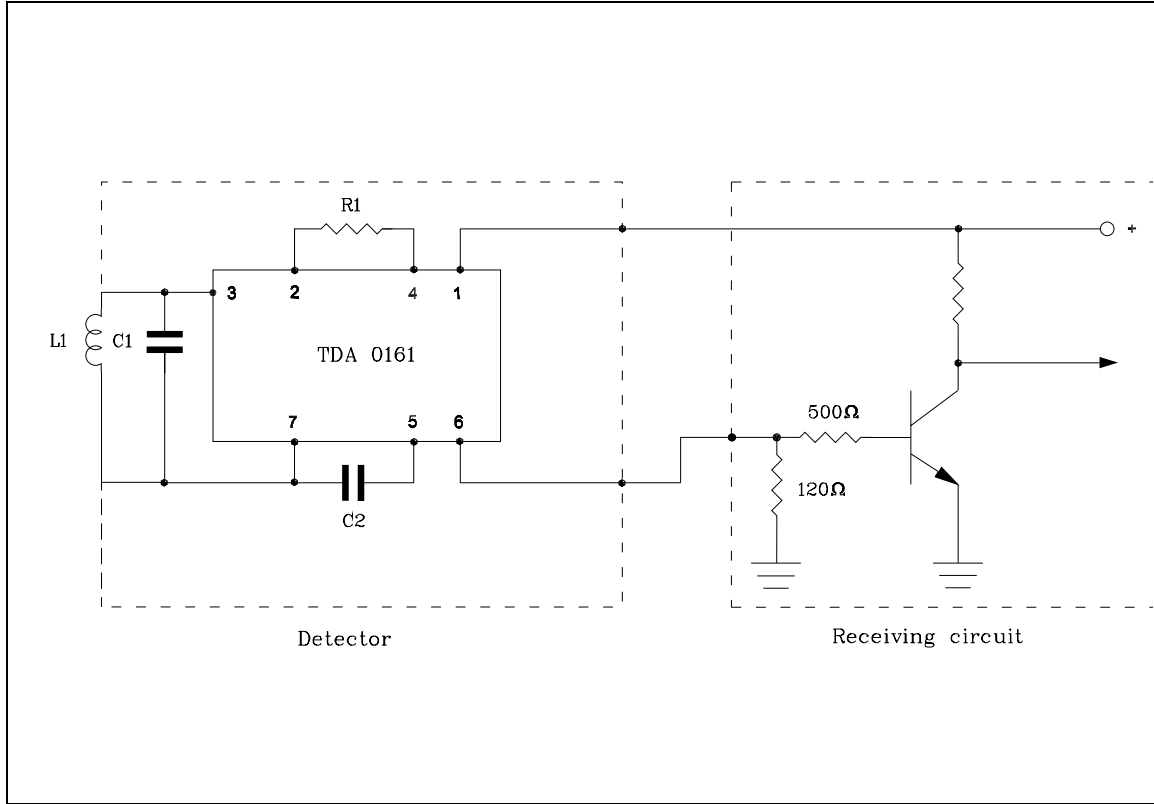 R1
+
3 2 4 1
L1 C1
TDA 0161
7 5 6
500Ω
120Ω
C2
Detector
Receiving circuit